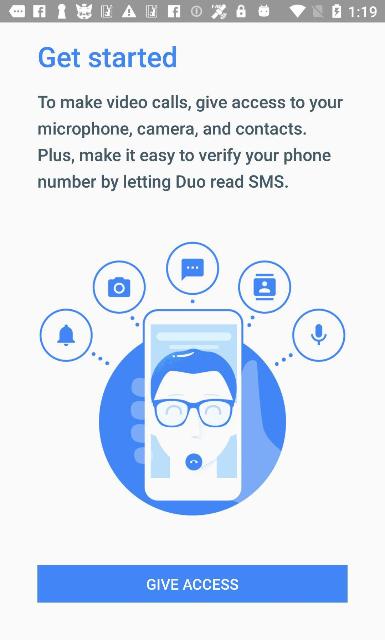 1:19
Get started
To make video calls, give access to your
microphone, camera, and contacts.
Plus, make it easy to verify your phone
number by letting Duo read SMS.
GIVE ACCESS